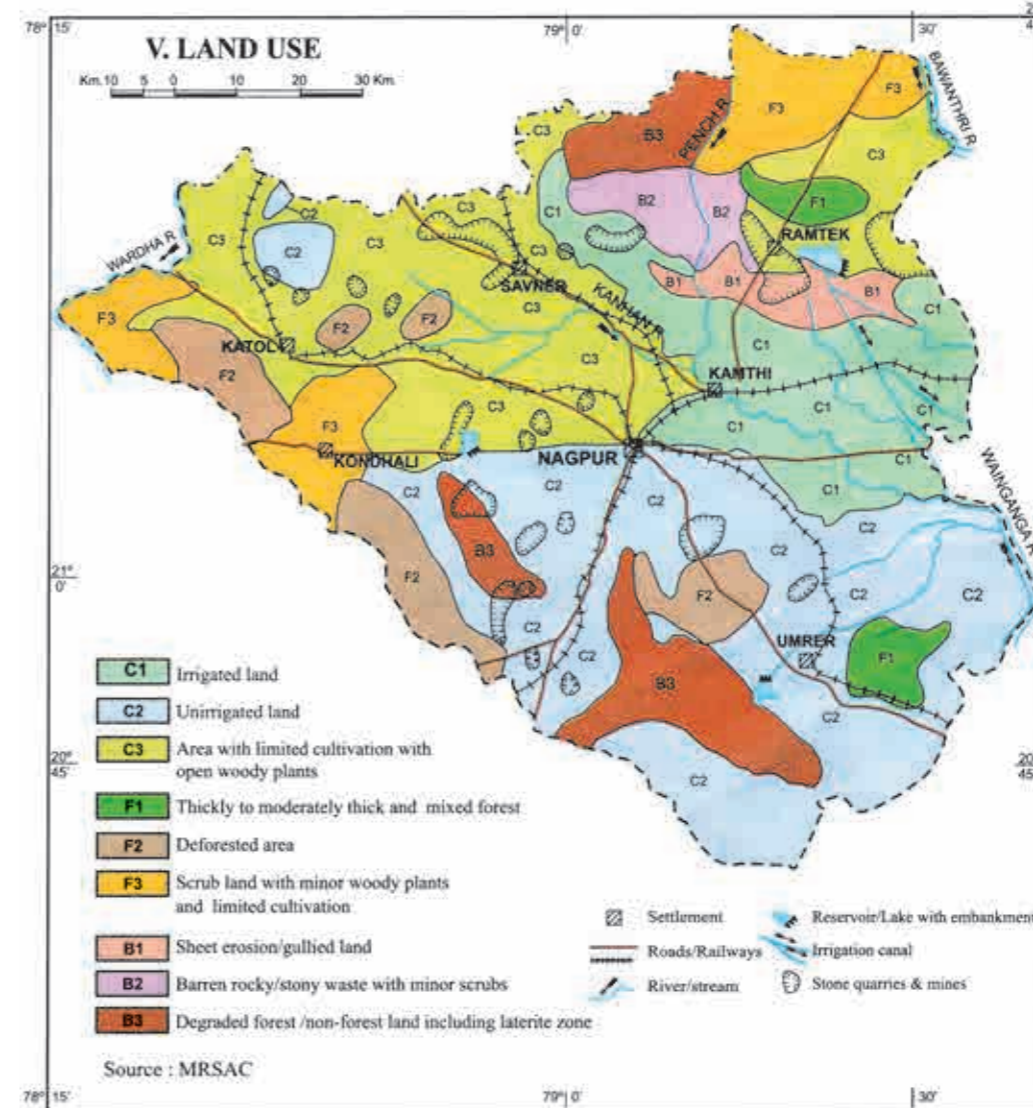 78° 15′
79° 0′
30′
V. LAND USE
Km. 10 5 0 10 20 30 Km.
BAWANTHRI R
F3
F3
C3
B3
PENCH R
C3
C2
C3
C1
B2
B2
F1
C3
C2
C3
C3
RAMTEK
WARDHA R
SAVNER
B1
B1
B1
C1
F3
F2
F2
C3
KANHAN R
C1
KATOL
C3
KAMTHI
F2
C3
C1
C1
F3
C1
KONDHALI
NAGPUR
C1
C2
C2
C2
C1
C2
WAINGANGA R
B3
C2
21°
0′
F2
F2
C2
C2
C2
C2
UMRER
F1
B3
C2
C2
20°
45′
20
45
C1 Irrigated land
C2 Unirrigated land
C3 Area with limited cultivation with
open woody plants
F1 Thickly to moderately thick and mixed forest
F2 Deforested area
F3 Scrub land with minor woody plants
and limited cultivation
B1 Sheet erosion/gullied land
B2 Barren rocky/stony waste with minor scrubs
B3 Degraded forest /non-forest land including laterite zone
Settlement
Roads/Railways
River/stream
Reservoir/Lake with embankment
Irrigation canal
Stone quarries & mines
Source : MRSAC
78° 15′
79° 0′
30′